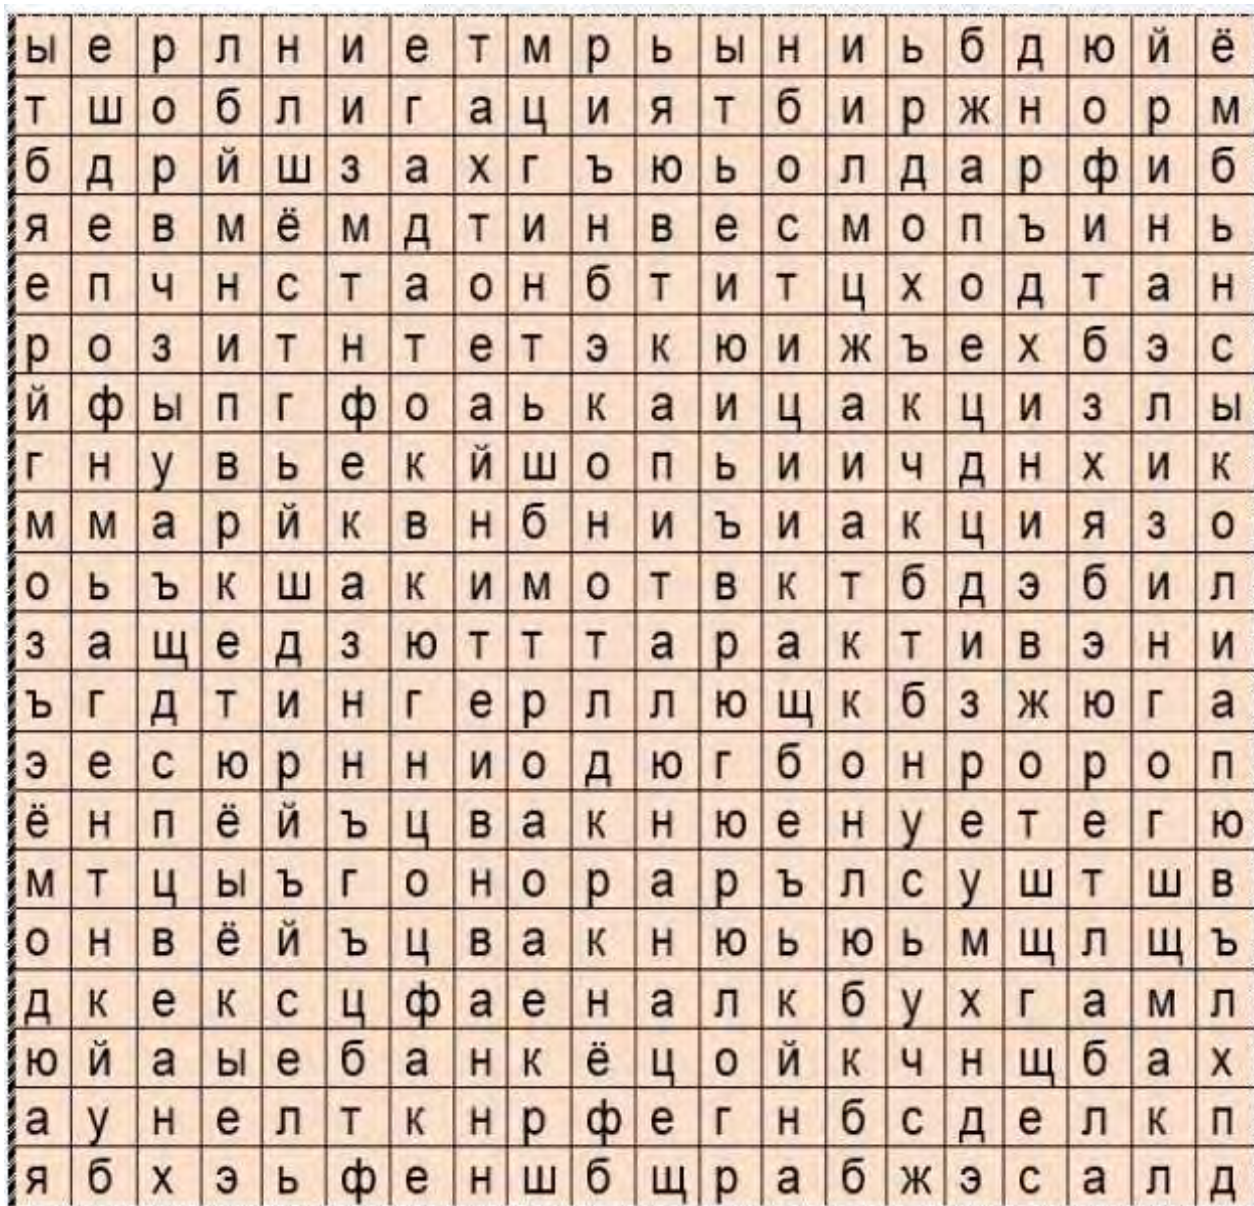 ы е р л н и е т м р ь ы н и ь б д ю й ё
т ш о б л и г а ц и я т б и р ж н о р м
б д р й ш з а х г ъ ю ь о л д а р ф и б
я е в м ё м д т и н в е с м о п ъ и н ь
е п ч н с т а о н б т и т ц х о д т а н
р о з и т н т е т э к ю и ж ъ е х б э с
й ф ы п г ф о а ь к а и ц а к ц и з л ы
г н у в ь е к й ш о п ь и и ч д н х и к
м м а р й к в н б н и ъ и а к ц и я з о
о ь ъ к ш а к и м о т в к т б д э б и л
з а щ е д з ю т т т а р а к т и в э н и
ъ г д т и н г е р л л ю щ к б з ж ю г а
э е с ю р н н и о д ю г б о н р о р о п
ё н п ё й ъ ц в а к н ю е н у е т е г ю
м т ц ы ъ г о н о р а р ъ л с у ш т ш в
о н в ё й ъ ц в а к н ю ь ю ь м щ л щ ъ
д к е к с ц ф а е н а л к б у х г а м л
ю й а ы е б а н к ё ц о й к ч н щ б а х
а у н е л т к н р ф е г н б с д е л к п
я б х э ь ф е н ш б щ р а б ж э с а л д